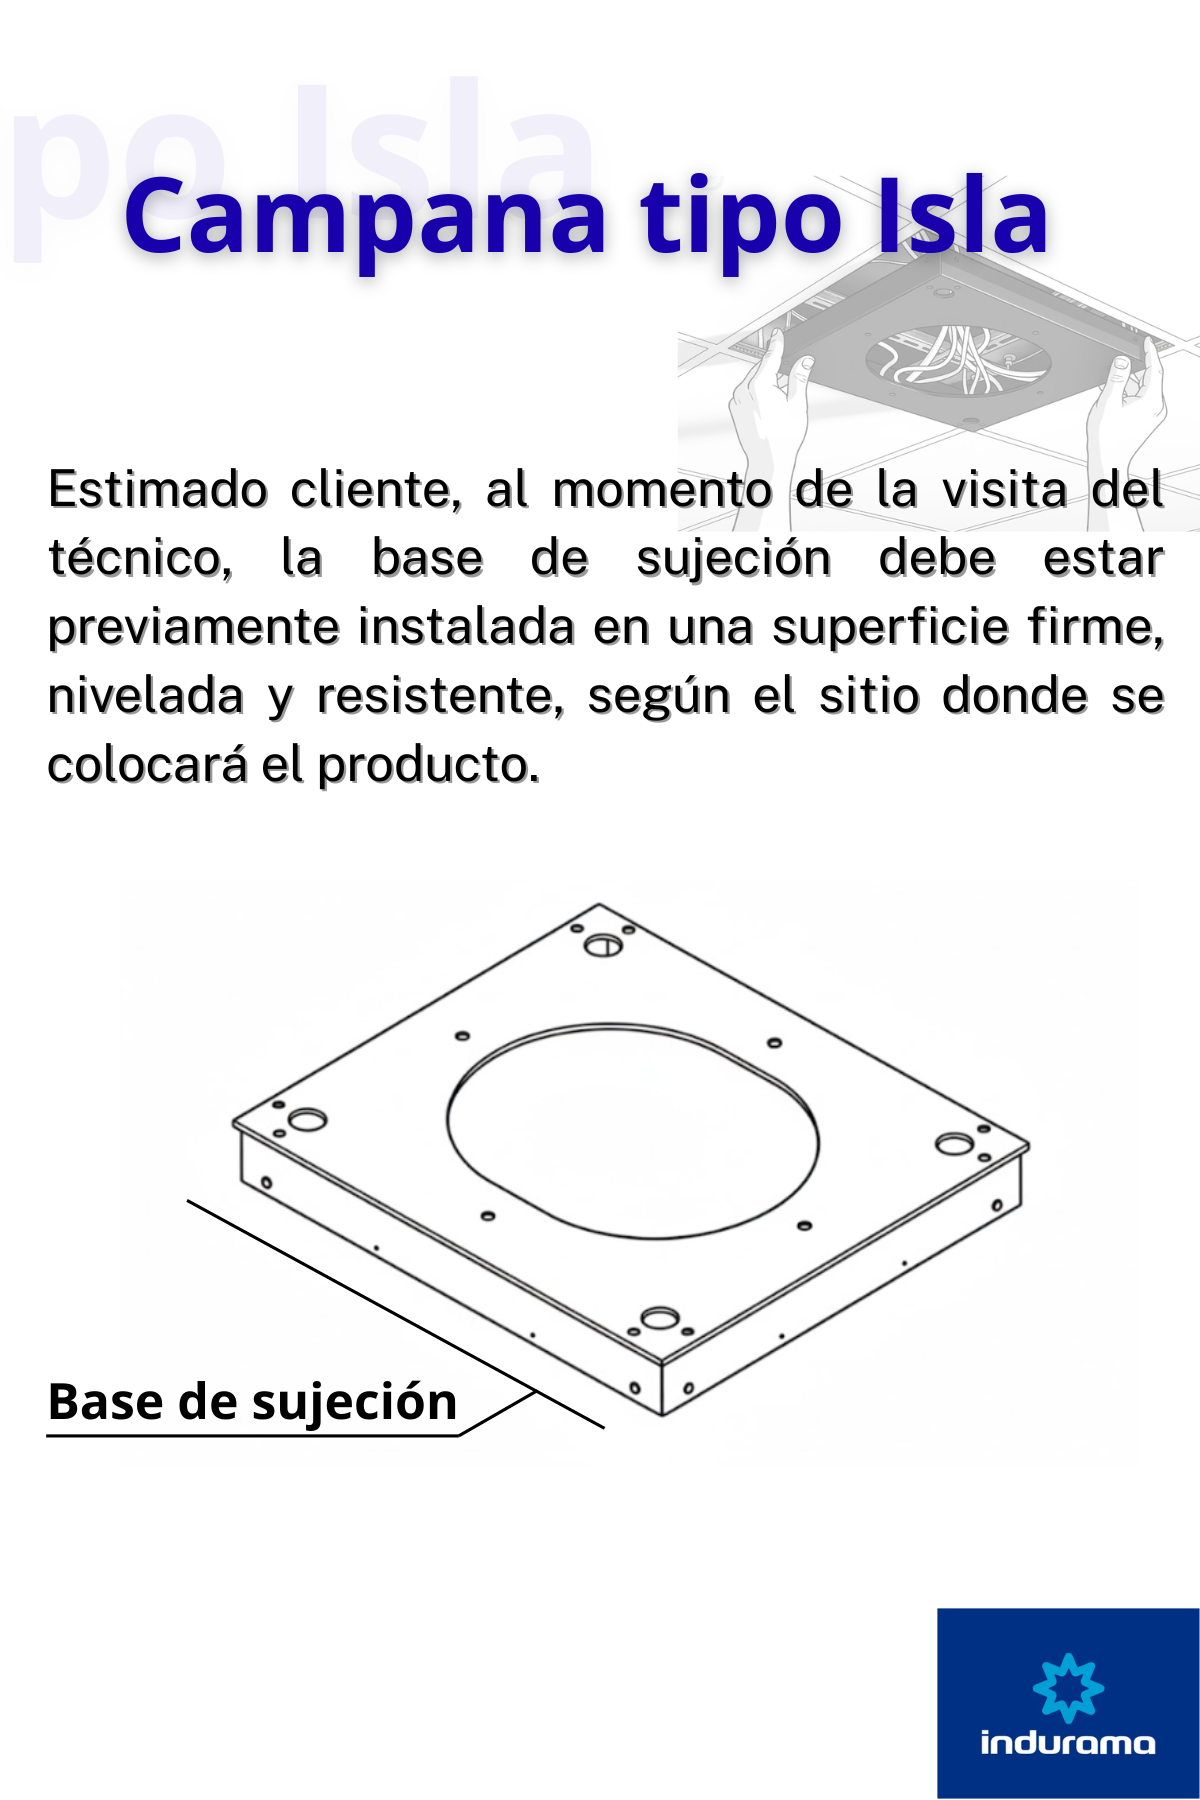 po Isla
Campana tipo Isla
Estimado cliente, al momento de la visita del
técnico, la base de sujeción debe estar
previamente instalada en una superficie firme,
nivelada y resistente, según el sitio donde se
colocará el producto.
Base de sujeción
indurama